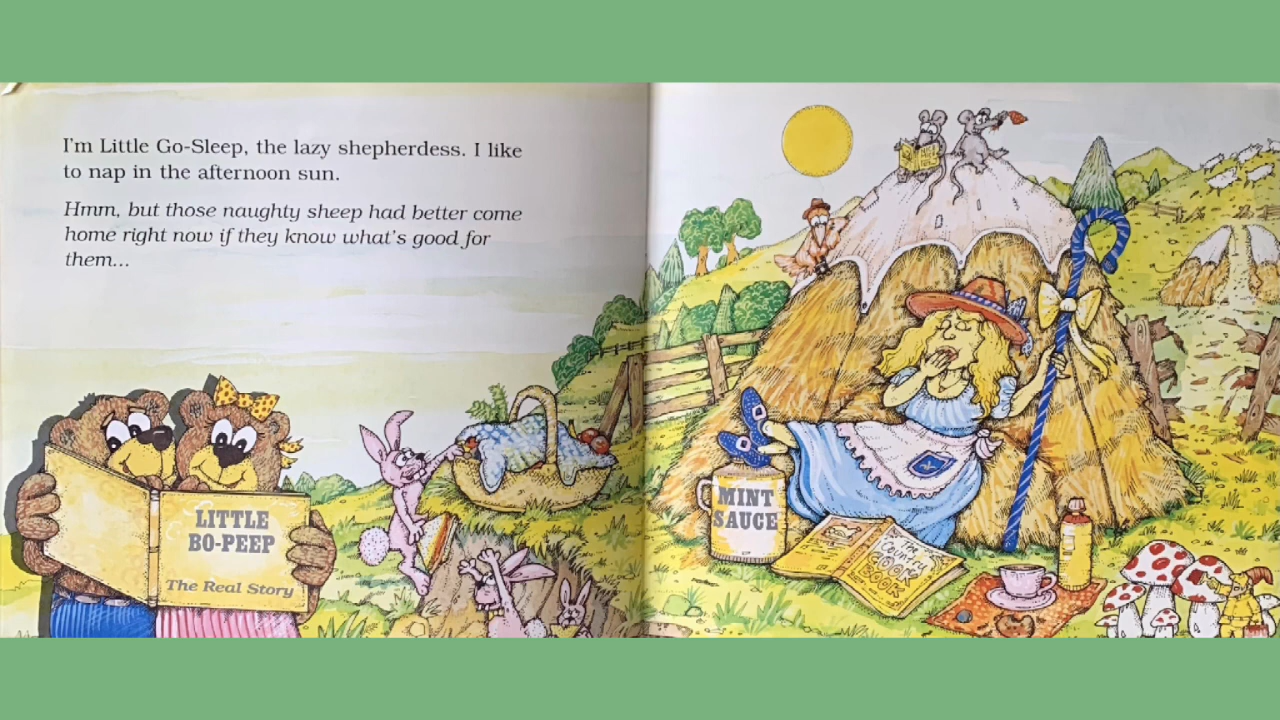 I'm Little Go-Sleep, the lazy shepherdess. I like
to nap in the afternoon sun.
Hmm, but those naughty sheep had better come
home right now if they know what's good for
them...
LITTLE
BO-PEEP
The Real Story
MINT
SAUCE
The
Country
COOK
BOOK